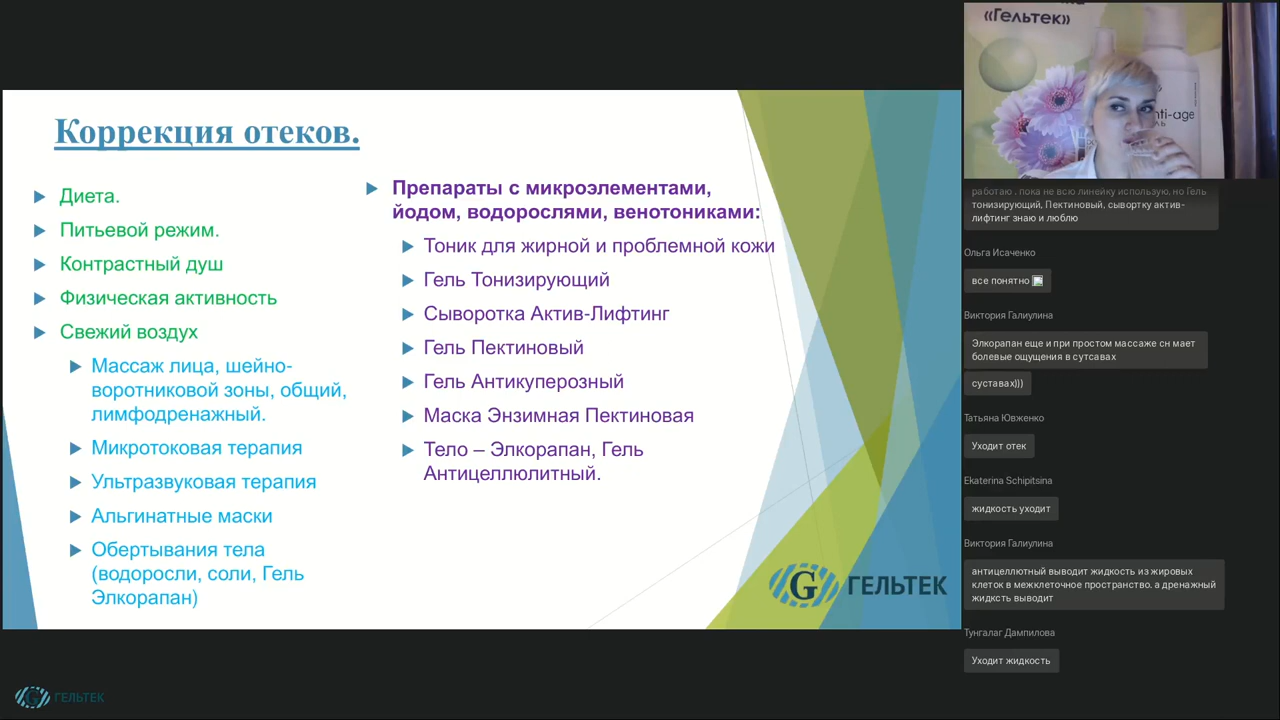 Коррекция отеков.
Диета.
Питьевой режим.
Контрастный душ
Физическая активность
Свежий воздух
Массаж лица, шейно-
воротниковой зоны, общий,
лимфодренажный.
Микротоковая терапия
Ультразвуковая терапия
Альгинатные маски
Обертывания тела
(водоросли, соли, Гель
Элкорапан)
Препараты с микроэлементами,
йодом, водорослями, венотониками:
Тоник для жирной и проблемной кожи
Гель Тонизирующий
Сыворотка Актив-Лифтинг
Гель Пектиновый
Гель Антикуперозный
Маска Энзимная Пектиновая
Тело – Элкорапан, Гель
Антицеллюлитный.
G ГЕЛЬТЕК
«Гельтек»
nti-age
работаю . пока не всю линейку использую, но Гель
тонизирующий, Пектиновый, сывортку актив-
лифтинг знаю и люблю
Ольга Исаченко
все понятно
Виктория Галиулина
Элкорапан еще и при простом массаже сн мает
болевые ощущения в сутсавах
суставах)))
Татьяна Ювженко
Уходит отек
Ekaterina Schipitsina
жидкость уходит
Виктория Галиулина
антицеллютный выводит жидкость из жировых
клеток в межклеточное пространство. а дренажный
жидксть выводит
Тунгалаг Дампилова
Уходит жидкость
G ГЕЛЬТЕК